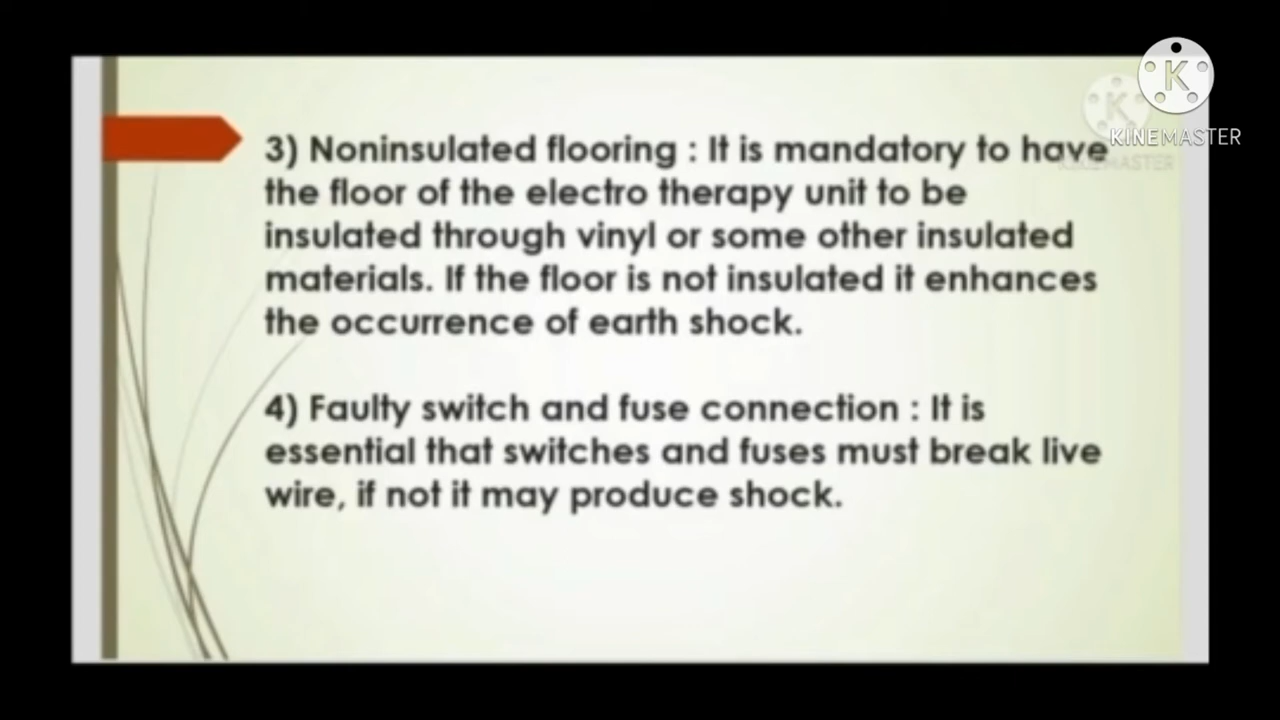 KINEMASTER
KINEMASTER
3) Noninsulated flooring : It is mandatory to have
the floor of the electro therapy unit to be
insulated through vinyl or some other insulated
materials. If the floor is not insulated it enhances
the occurrence of earth shock.
4) Faulty switch and fuse connection : It is
essential that switches and fuses must break live
wire, if not it may produce shock.